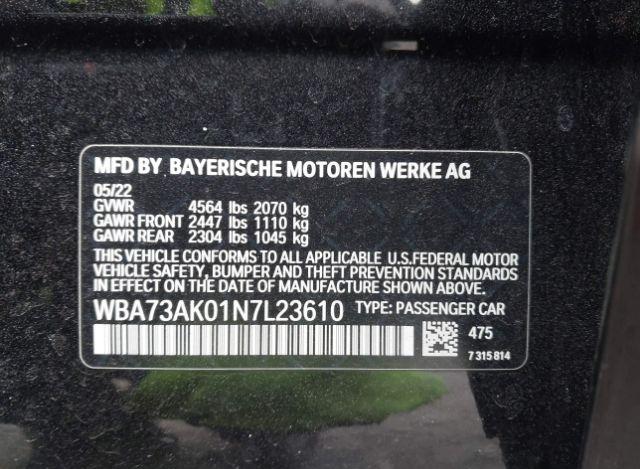 MFD BY BAYERISCHE MOTOREN WERKE AG
05/22
GVWR 4564 lbs 2070 kg
GAWR FRONT 2447 lbs 1110 kg
GAWR REAR 2304 lbs 1045 kg
THIS VEHICLE CONFORMS TO ALL APPLICABLE U.S.FEDERAL MOTOR
VEHICLE SAFETY, BUMPER AND THEFT PREVENTION STANDARDS
IN EFFECT ON THE DATE OF MANUFACTURE SHOWN ABOVE.
WBA73AK01N7L23610 TYPE: PASSENGER CAR
475
7 315 814